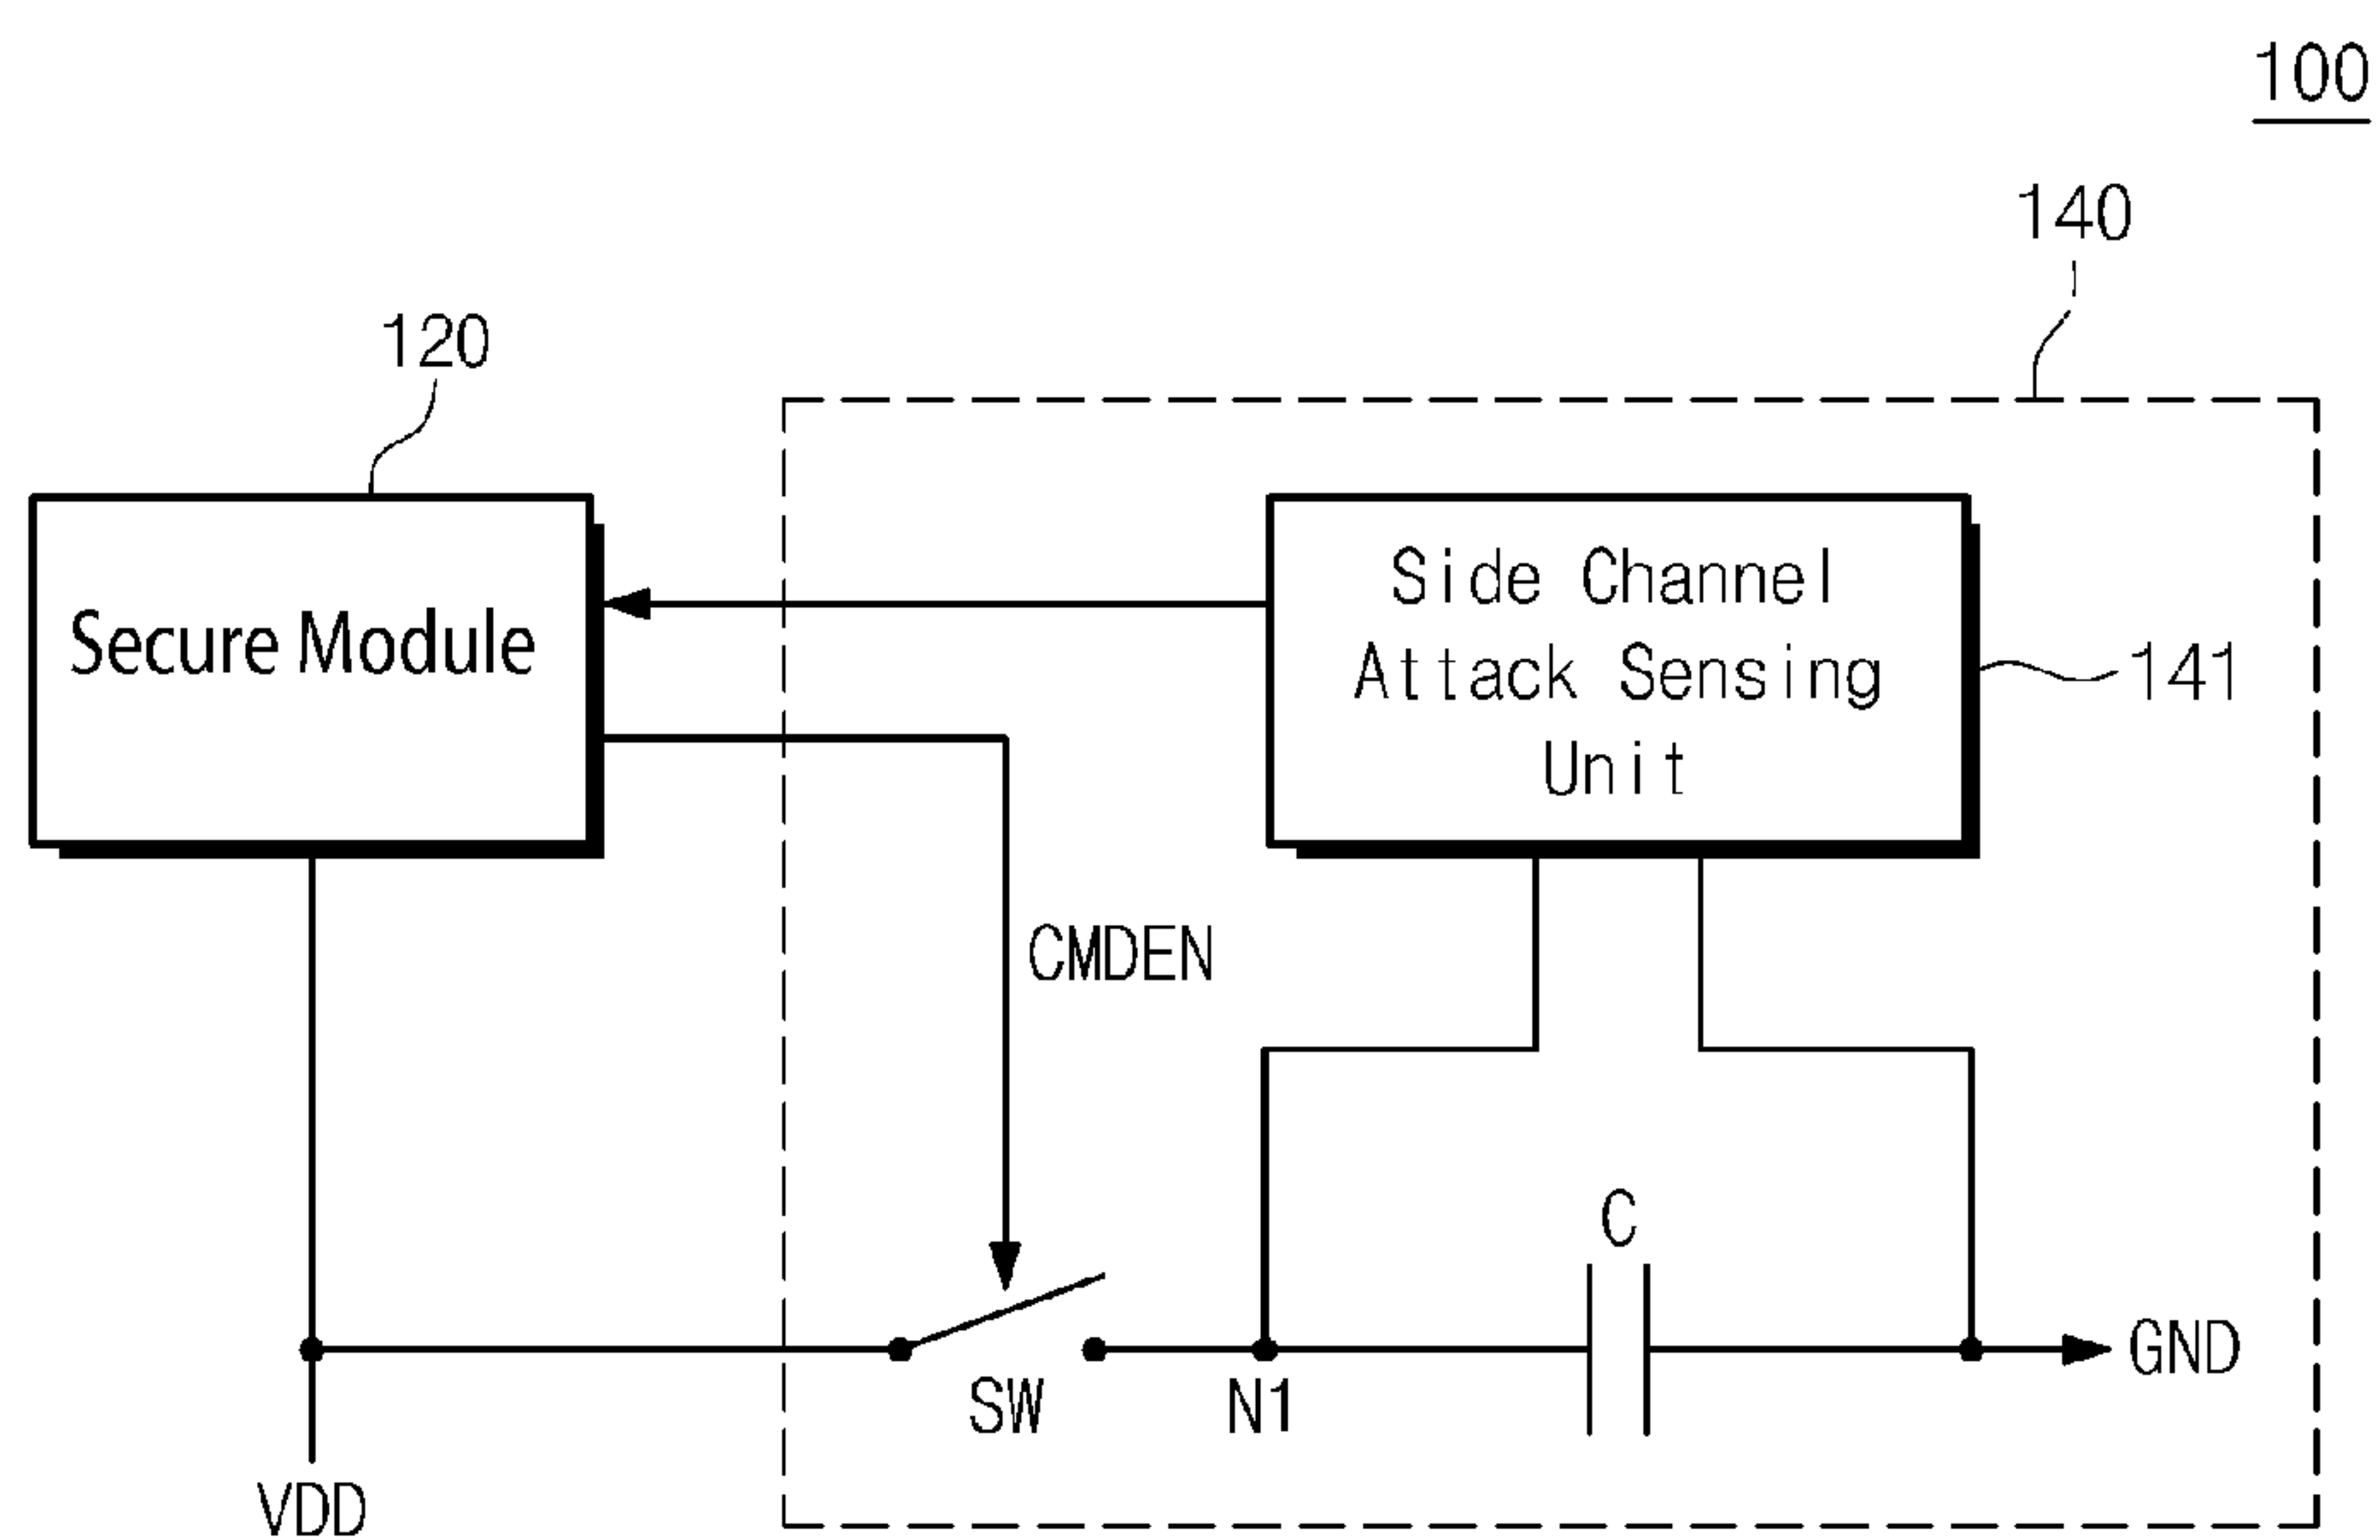 100
140
120
Secure Module
Side Channel
Attack Sensing
Unit
141
CMDEN
C
SW
N1
GND
VDD